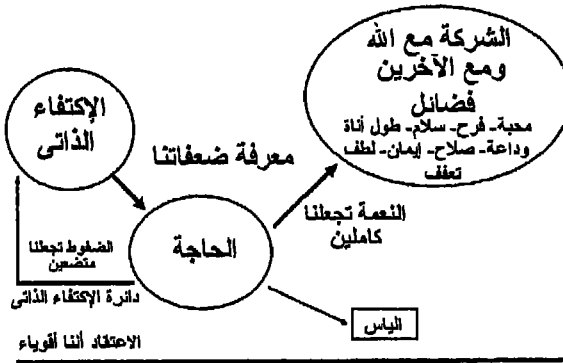 الشركة مع الله
ومع الآخرين
فضائل
محبة- فرح- سلام- طول أناة
وداعة- صلاح- إيمان- لطف
تعفف
الإكتفاء
الذاتى
معرفة ضعفاتنا
النعمة تجعلنا
كاملين
الحاجة
الضغوط تجعلنا
متضعين
دائرة الإكتفاء الذاتى
الياس
الاعتقاد أننا أقوياء